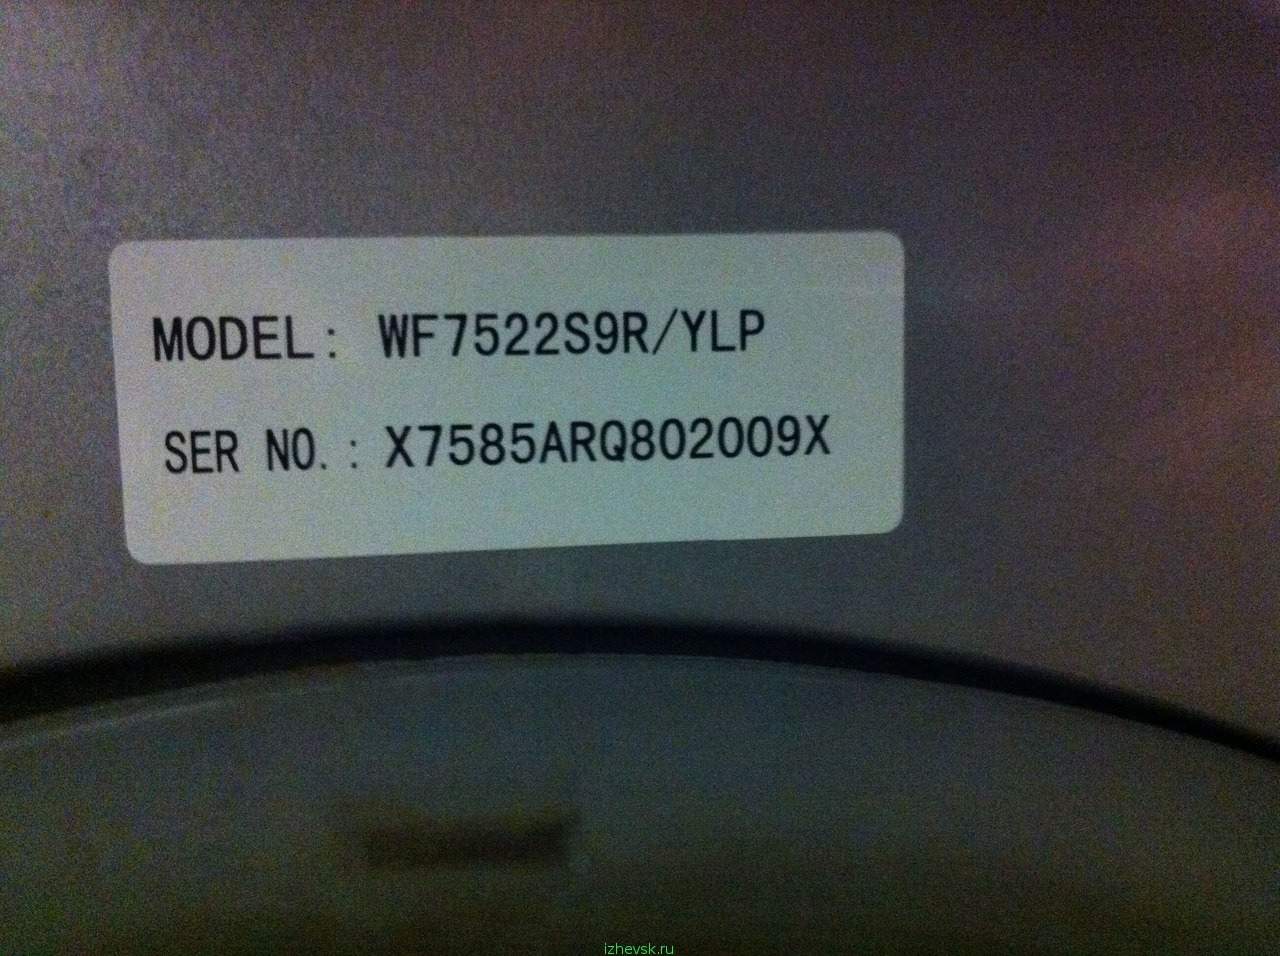 MODEL: WF7522S9R/YLP
SER NO.: X7585ARQ802009X
izhevsk.ru